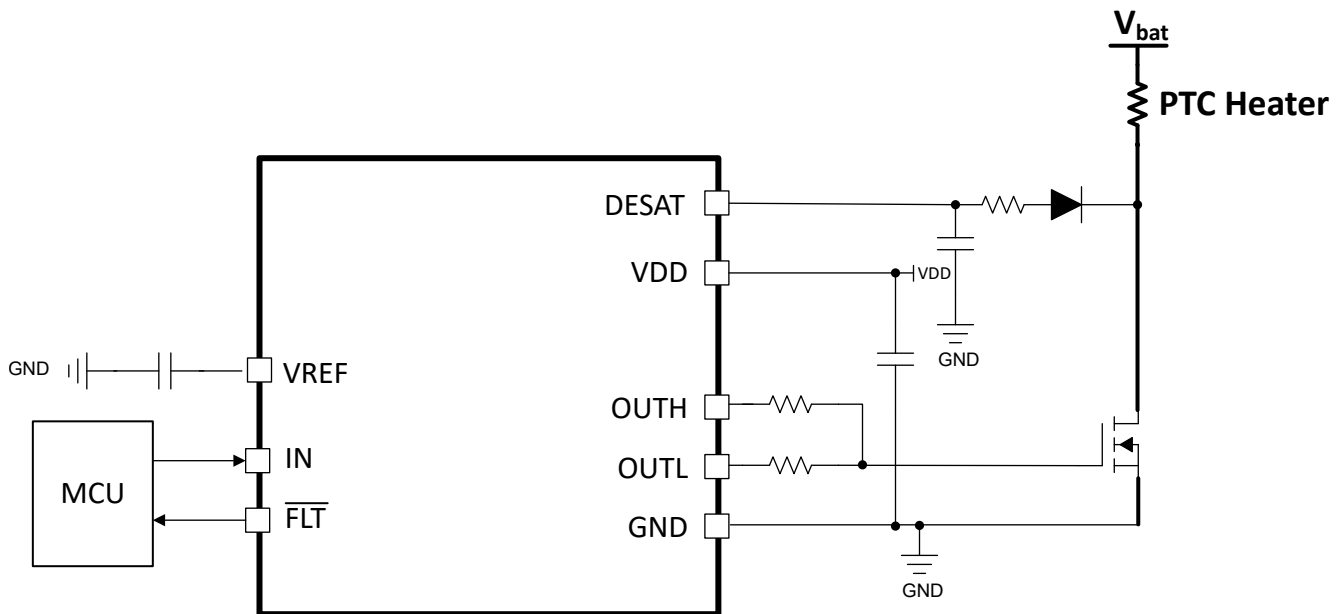 Vbat
PTC Heater
DESAT
VDD
VDD
GND
GND
VREF
OUTH
IN
OUTL
MCU
FLT
GND
GND